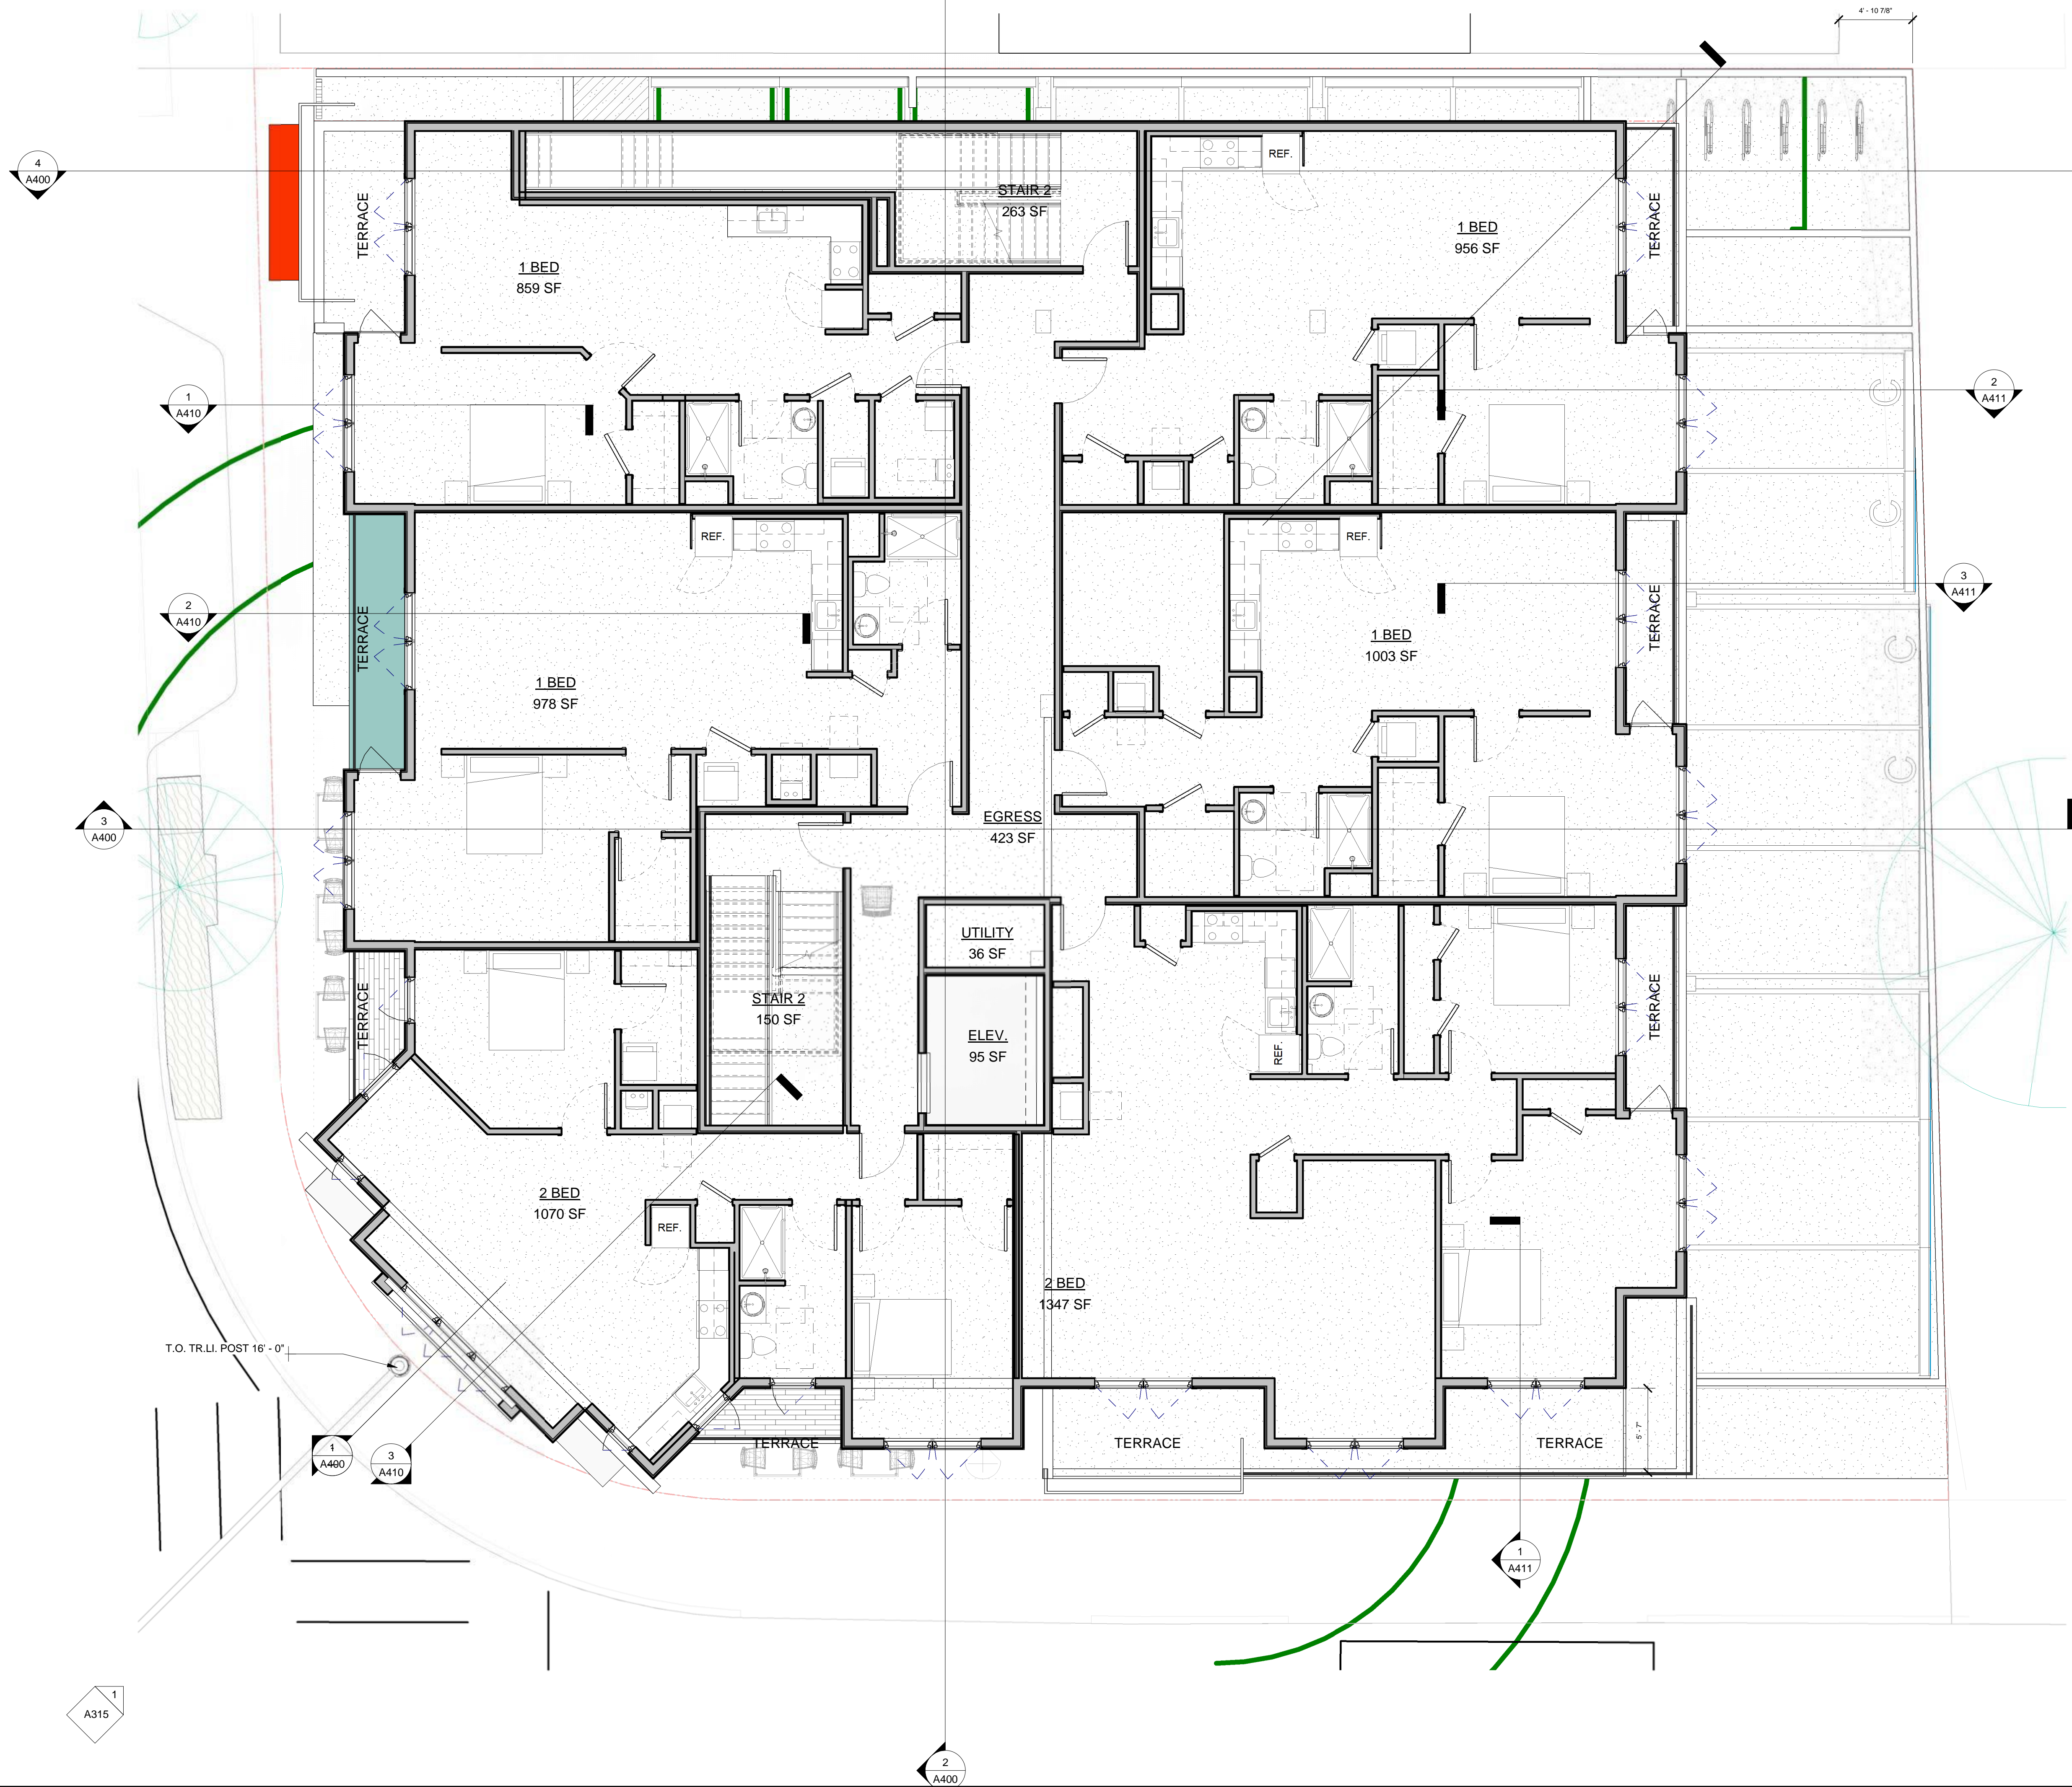 4' - 10 7/8"
4
A400
TERRACE
STAIR 2
263 SF
REF.
1 BED
956 SF
TERRACE
1 BED
859 SF
1
A410
2
A411
REF.
REF.
2
A410
TERRACE
1 BED
978 SF
1 BED
1003 SF
TERRACE
3
A411
3
A400
EGRESS
423 SF
UTILITY
36 SF
TERRACE
STAIR 2
150 SF
ELEV.
95 SF
REF.
TERRACE
2 BED
1070 SF
REF.
2 BED
1347 SF
T.O. TR.LI. POST 16' - 0"
1
A400
3
A410
TERRACE
TERRACE
TERRACE
5' - 7"
1
A411
1
A315
2
A400
C
C
C
C